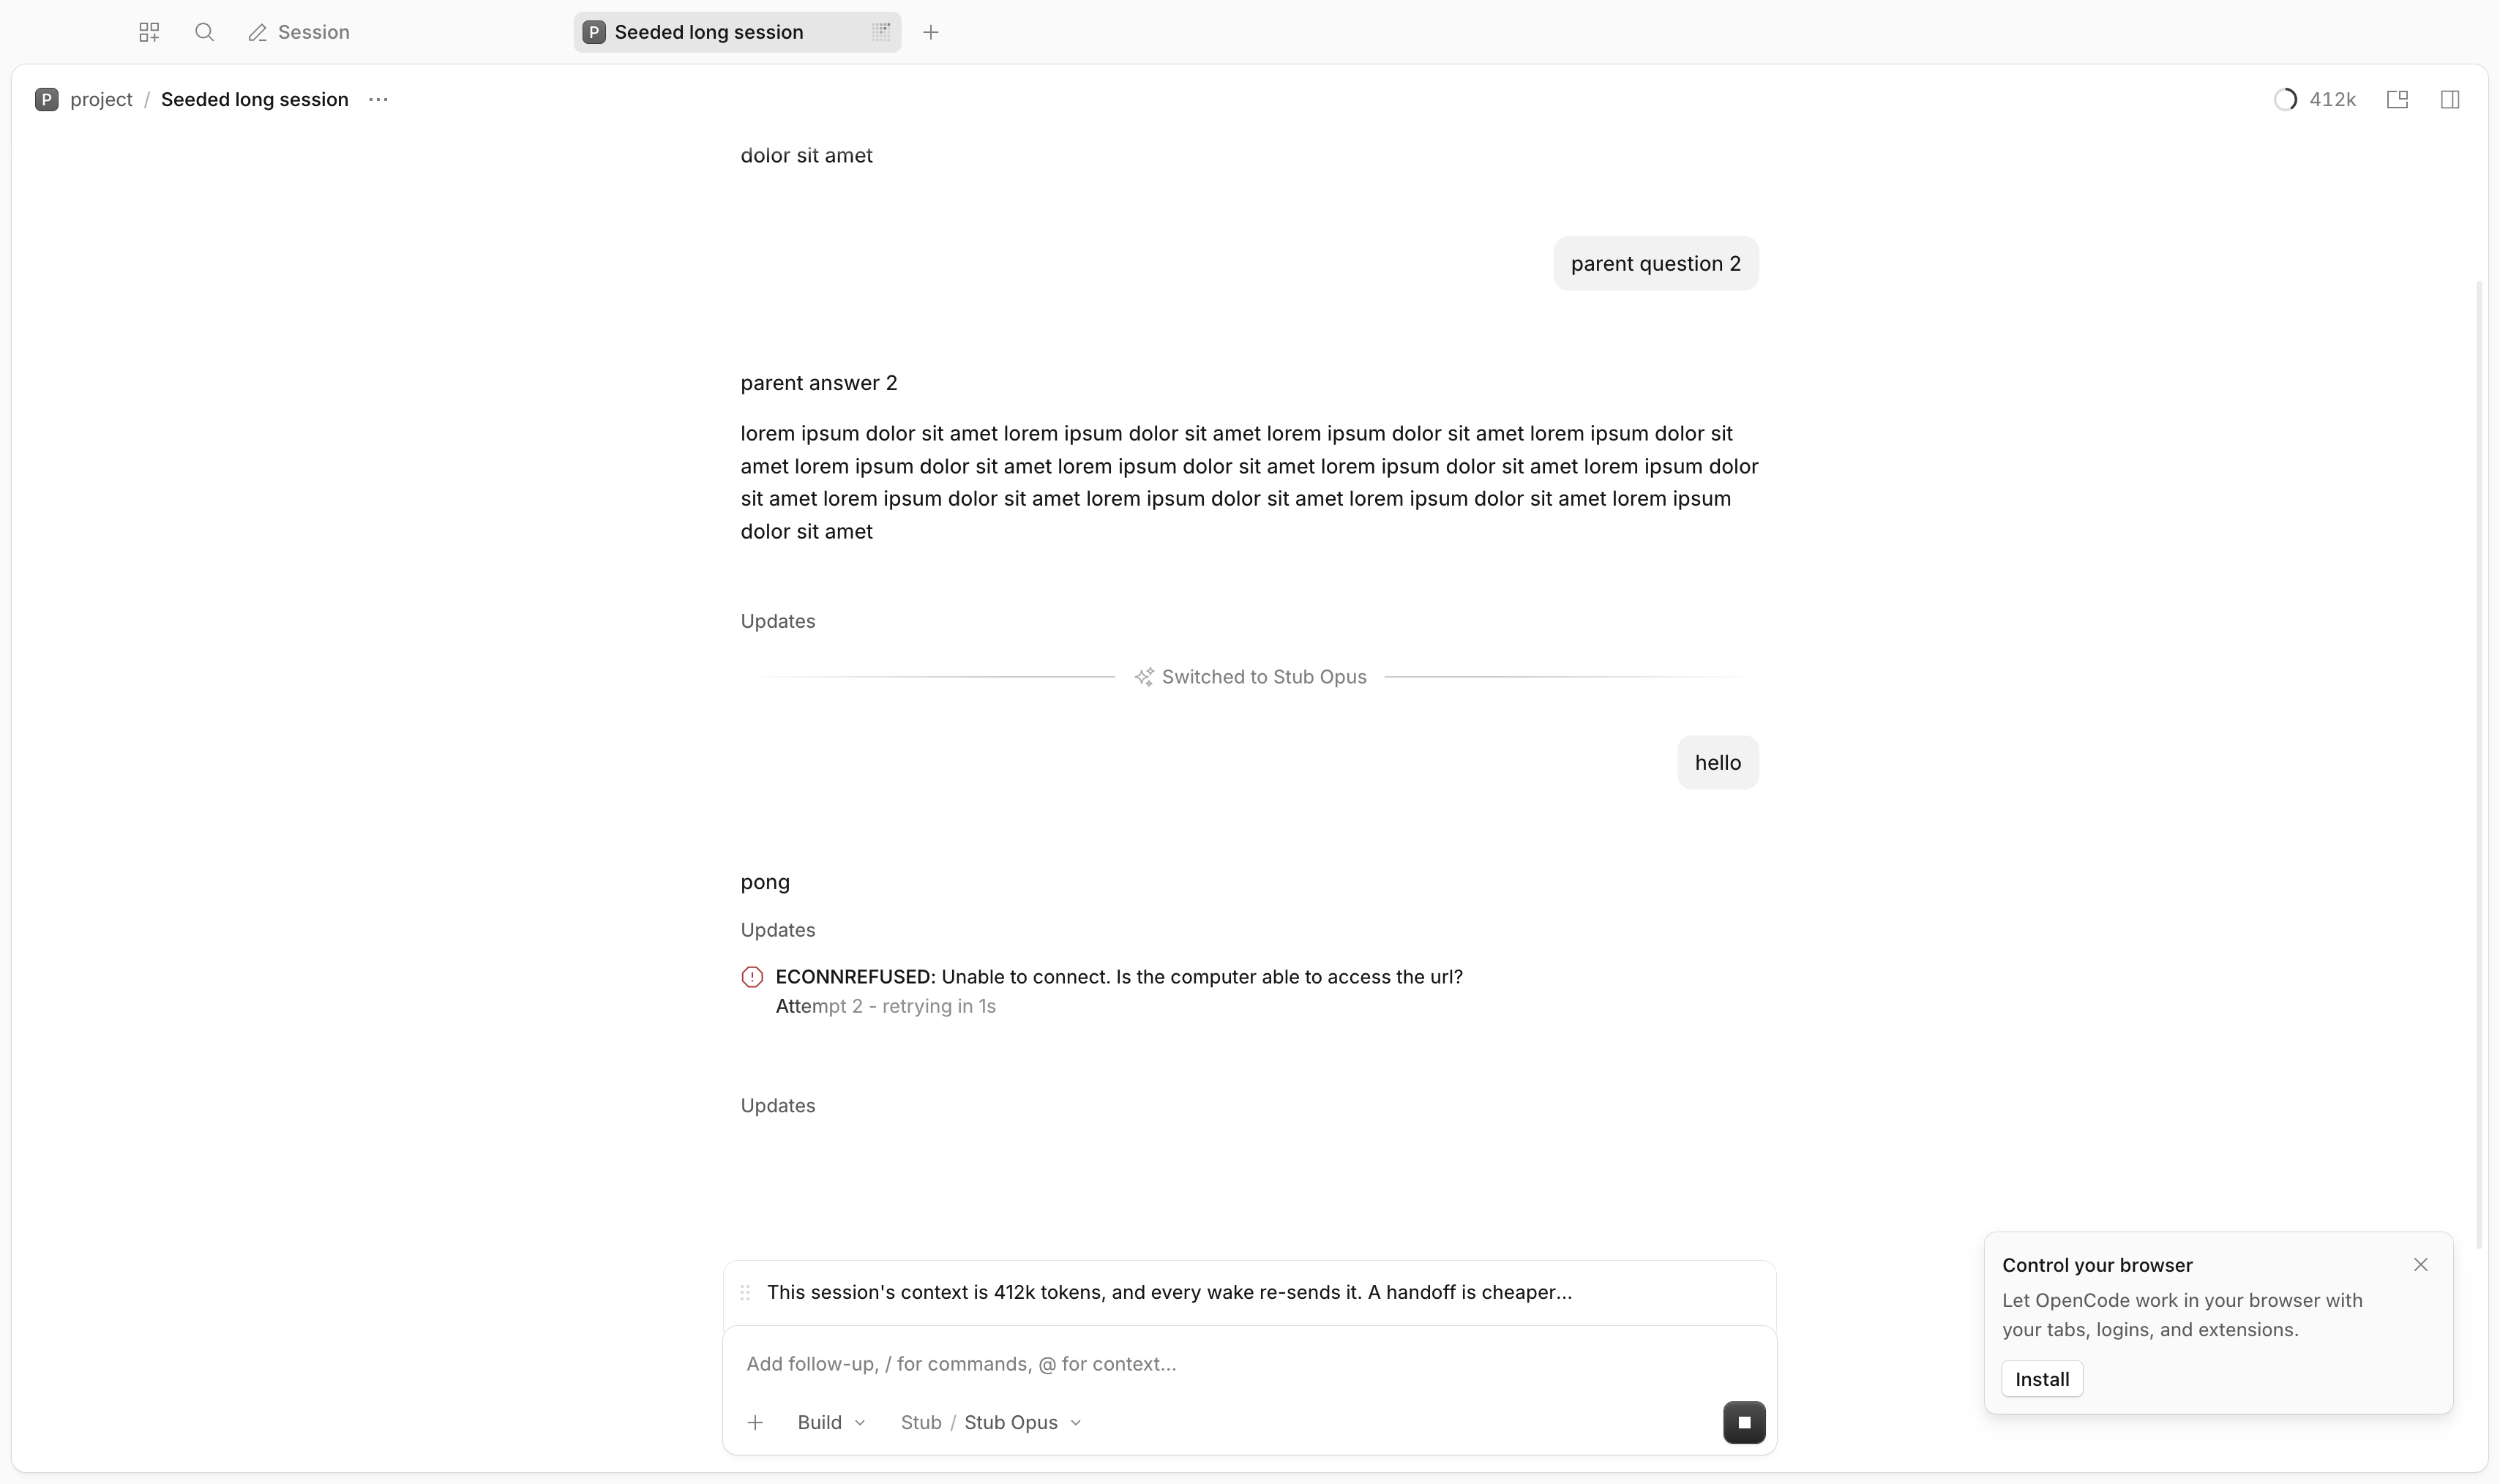 Session
P Seeded long session
P project / Seeded long session ...
412k
dolor sit amet
parent question 2
parent answer 2
lorem ipsum dolor sit amet lorem ipsum dolor sit amet lorem ipsum dolor sit amet lorem ipsum dolor sit
amet lorem ipsum dolor sit amet lorem ipsum dolor sit amet lorem ipsum dolor sit amet lorem ipsum dolor
sit amet lorem ipsum dolor sit amet lorem ipsum dolor sit amet lorem ipsum dolor sit amet lorem ipsum
dolor sit amet
Updates
Switched to Stub Opus
hello
pong
Updates
ECONNREFUSED: Unable to connect. Is the computer able to access the url?
Attempt 2 - retrying in 1s
Updates
This session's context is 412k tokens, and every wake re-sends it. A handoff is cheaper...
Add follow-up, / for commands, @ for context...
Build
Stub / Stub Opus
Control your browser
Let OpenCode work in your browser with
your tabs, logins, and extensions.
Install